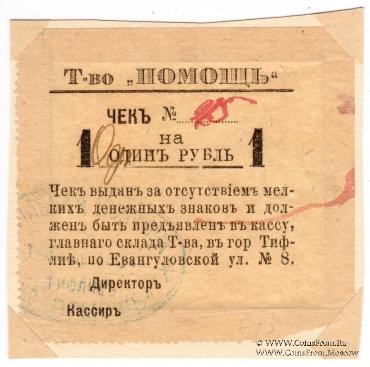 Т-во „ПОМОЩЬ“
ЧЕКЪ №
на
1 ОДИНЪ РУБЛЬ 1
Чекъ выданъ за отсутствіемъ мел-
кихъ денежныхъ знаковъ и дол-
женъ быть предъявленъ въ кассу,
главнаго склада Т-ва, въ гор Тиф-
лиѣ, по Евангуловской ул. № 8.
Директоръ
Кассиръ
© www.CoinsFrom.Ru
www.CoinsFrom.Moscow